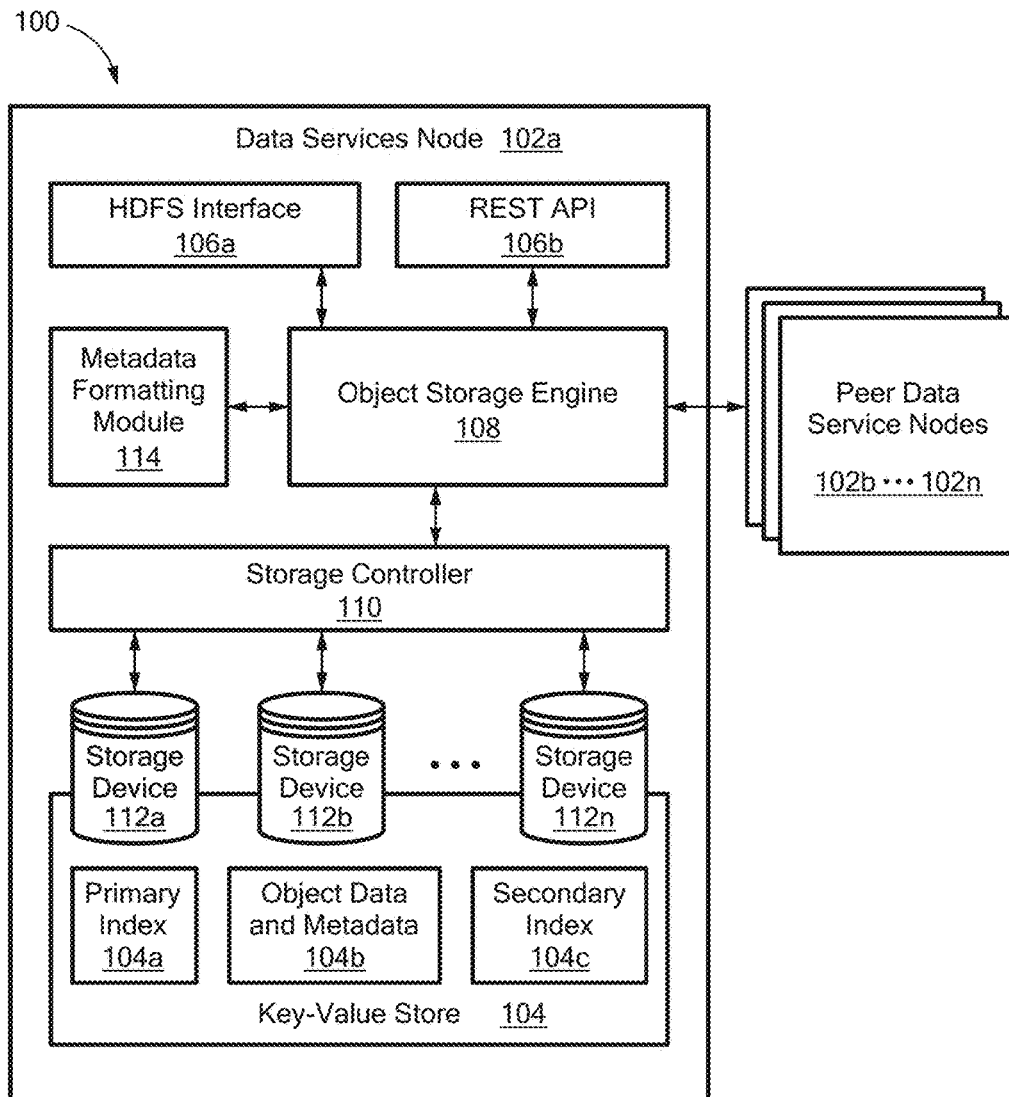 100
Data Services Node 102a
HDFS Interface
106a
REST API
106b
Metadata
Formatting
Module
114
Object Storage Engine
108
Peer Data
Service Nodes
102b ••• 102n
Storage Controller
110
Storage
Device
112a
Storage
Device
112b
• • •
Storage
Device
112n
Primary
Index
104a
Object Data
and Metadata
104b
Secondary
Index
104c
Key-Value Store 104